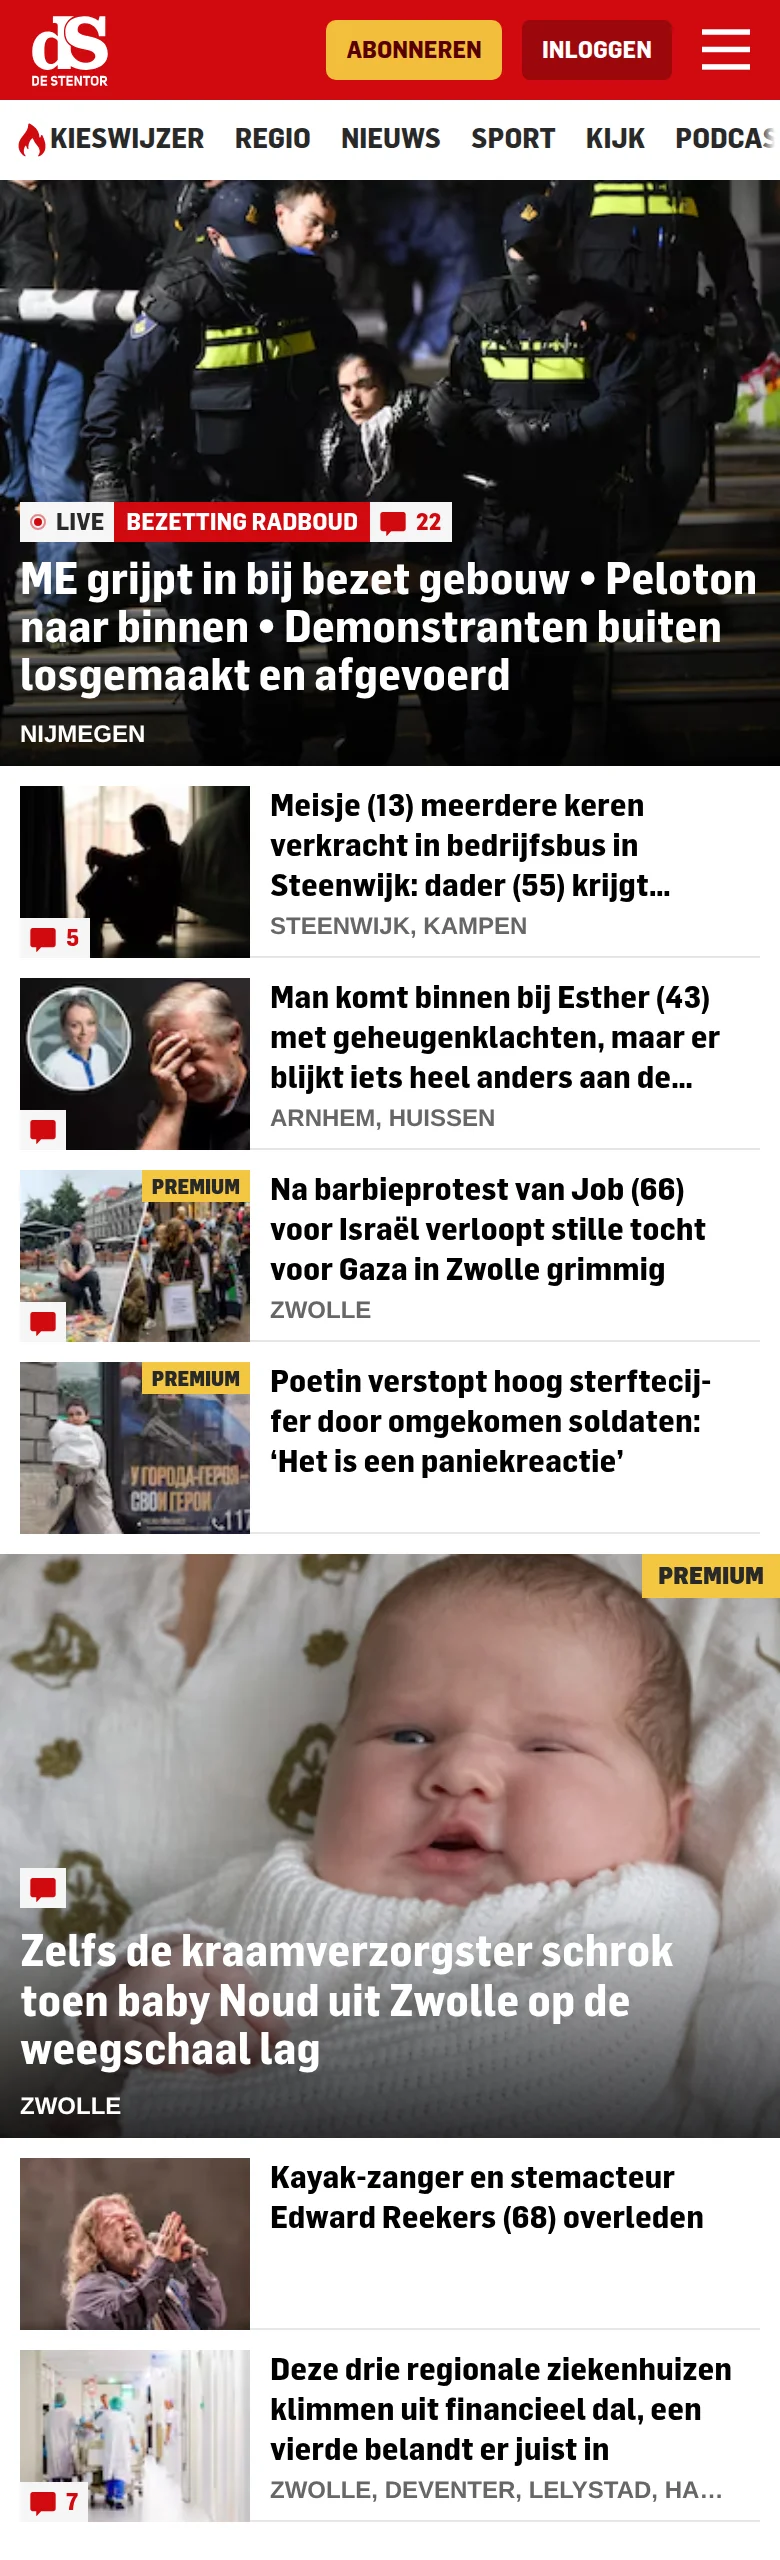 dS
DE STENTOR
ABONNEREN
INLOGGEN
KIESWIJZER REGIO NIEUWS SPORT KIJK PODCAS
LIVE BEZETTING RADBOUD 22
ME grijpt in bij bezet gebouw • Peloton
naar binnen • Demonstranten buiten
losgemaakt en afgevoerd
NIJMEGEN
Meisje (13) meerdere keren
verkracht in bedrijfsbus in
Steenwijk: dader (55) krijgt...
STEENWIJK, KAMPEN
5
Man komt binnen bij Esther (43)
met geheugenklachten, maar er
blijkt iets heel anders aan de...
ARNHEM, HUISSEN
PREMIUM
Na barbieprotest van Job (66)
voor Israël verloopt stille tocht
voor Gaza in Zwolle grimmig
ZWOLLE
PREMIUM
У ГОРОДА-ГЕРОЯ –
СВОИ ГЕРОИ
117
Poetin verstopt hoog sterftecij-
fer door omgekomen soldaten:
‘Het is een paniekreactie’
PREMIUM
Zelfs de kraamverzorgster schrok
toen baby Noud uit Zwolle op de
weegschaal lag
ZWOLLE
Kayak-zanger en stemacteur
Edward Reekers (68) overleden
Deze drie regionale ziekenhuizen
klimmen uit financieel dal, een
vierde belandt er juist in
ZWOLLE, DEVENTER, LELYSTAD, HA...
7